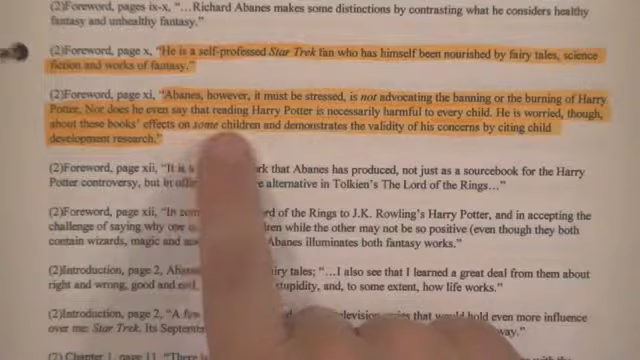 (2)Foreword, pages ix-x, "…Richard Abanes makes some distinctions by contrasting what he considers healthy
fantasy and unhealthy fantasy.
(2)Foreword, page x, "He is a self-professed Star Trek fan who has himself been nourished by fairy tales, science
fiction and works of fantasy."
(2)Foreword, page xi, "Abanes, however, it must be stressed, is not advocating the banning or the burning of Harry
Potter. Nor does he even say that reading Harry Potter is necessarily harmful to every child. He is worried, though,
about these books' effects on some children and demonstrates the validity of his concerns by citing child
development research."
(2)Foreword, page xii, "It is a rk that Abanes has produced, not just as a sourcebook for the Harry
Potter controversy, but in alternative in Tolkien's The Lord of the Rings…"
(2)Foreword, page xii, "In rd of the Rings to J.K. Rowling's Harry Potter, and in accepting the
challenge of saying why one ren while the other may not be so positive (even though they both
contain wizards, magic and Abanes illuminates both fantasy works."
(2)Introduction, page 2, iry tales; "…I also see that I learned a great deal from them about
right and wrong, good and tupidity, and, to some extent, how life works."
(2)Introduction, page 2, "A few levision that would hold even more influence
over me: Star Trek. Its way."
(2) Chapter 1, page 11, "There with the